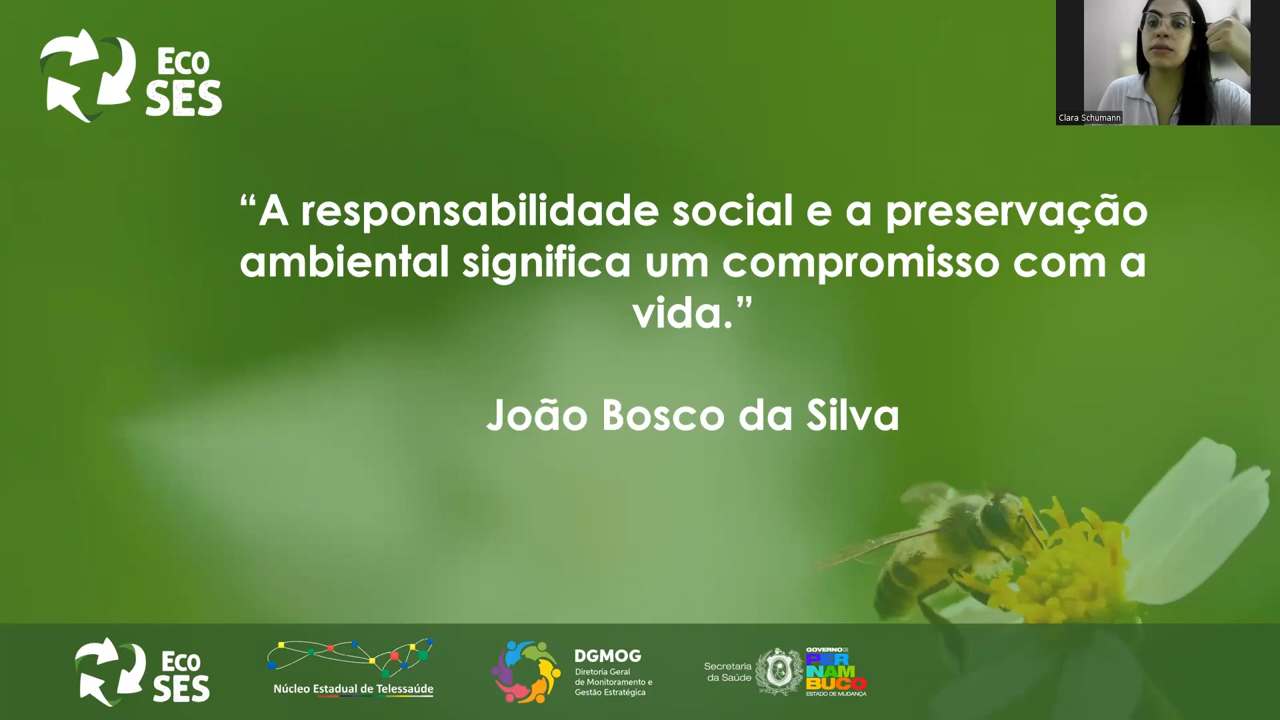 Eco
SES
Clara Schumann
“A responsabilidade social e a preservação
ambiental significa um compromisso com a
vida.”
João Bosco da Silva
Eco
SES
Núcleo Estadual de Telessaúde
DGMOG
Diretoria Geral
de Monitoramento e
Gestão Estratégica
Secretaria
da Saúde
GOVERNO DE
PER
NAM
BUCO
ESTADO DE MUDANÇA